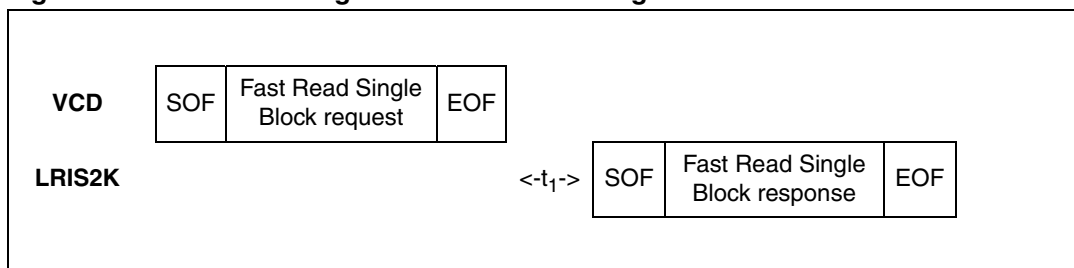 VCD SOF Fast Read Single Block request EOF
LRIS2K <-t1-> SOF Fast Read Single Block response EOF